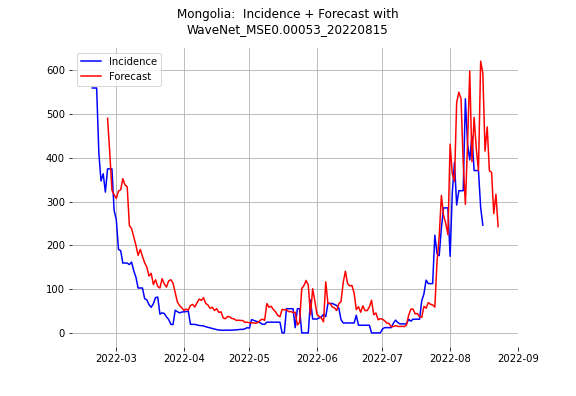 Mongolia:  Incidence + Forecast with
WaveNet_MSE0.00053_20220815
Incidence
Forecast
600
500
400
300
200
100
0
2022-03 2022-04 2022-05 2022-06 2022-07 2022-08 2022-09